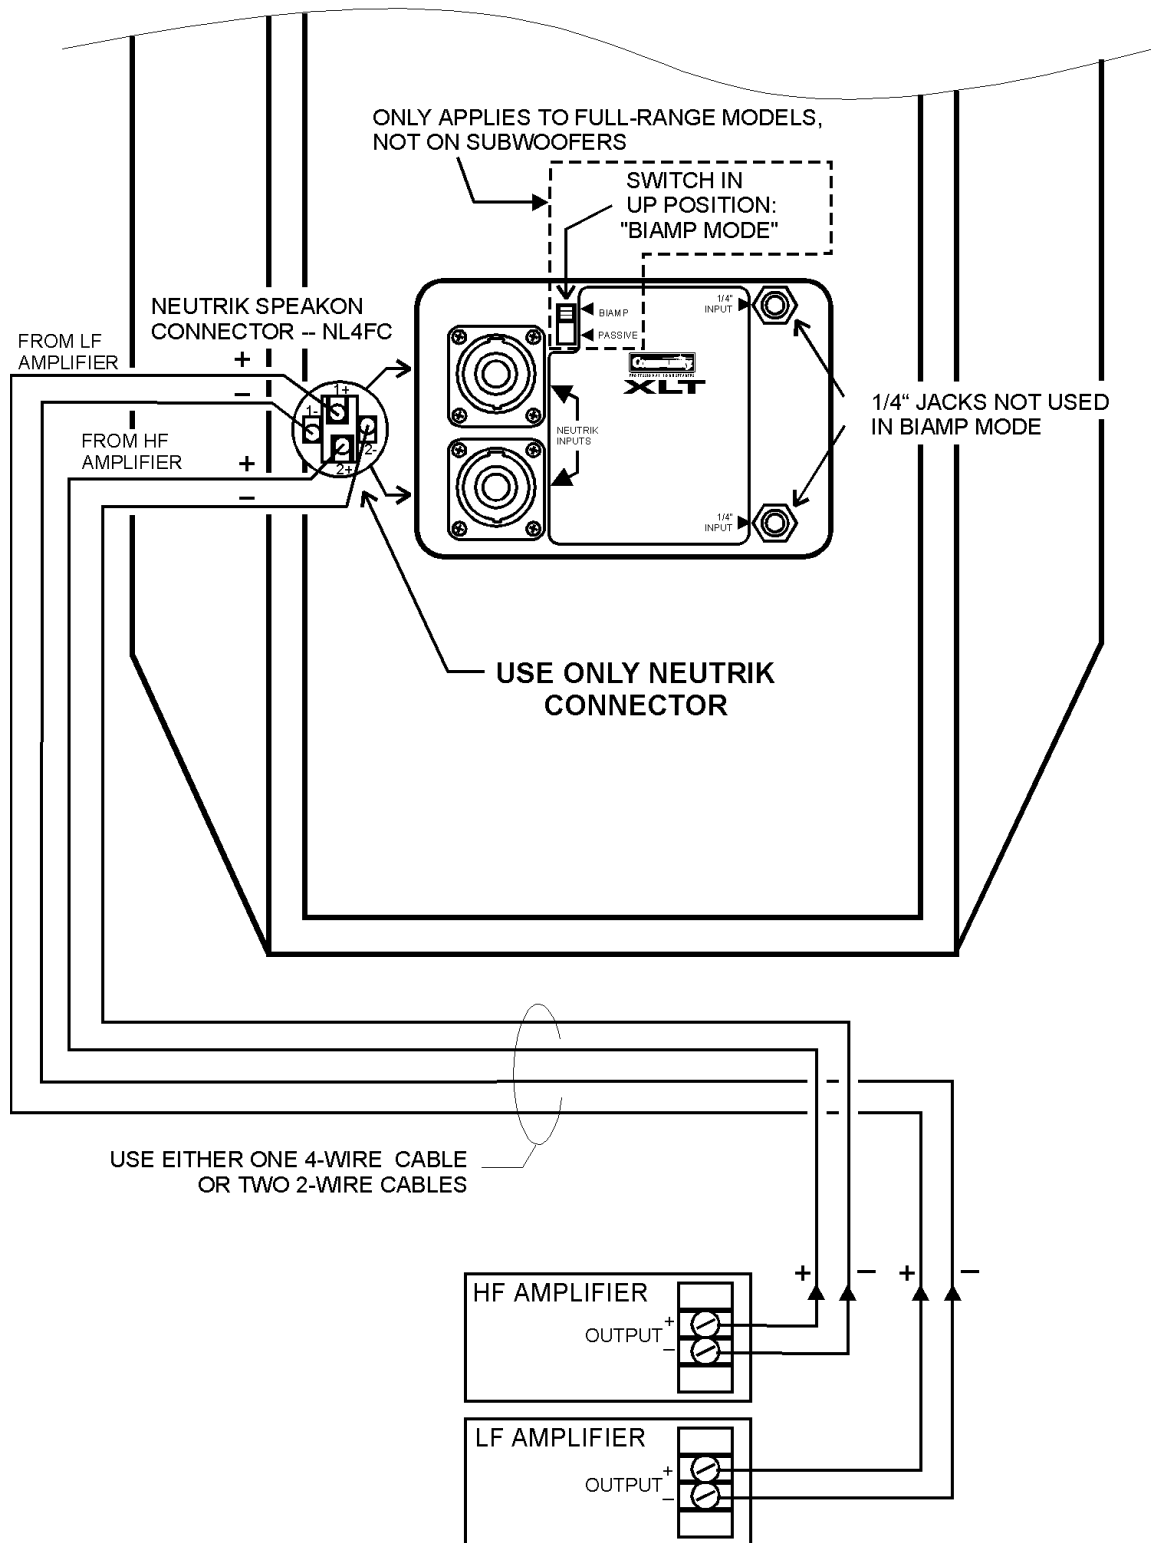 ONLY APPLIES TO FULL-RANGE MODELS,
NOT ON SUBWOOFERS
SWITCH IN
UP POSITION:
"BIAMP MODE"
NEUTRIK SPEAKON
CONNECTOR -- NL4FC
FROM LF
AMPLIFIER
+
−
1+
1-
2-
2+
FROM HF
AMPLIFIER
+
−
BIAMP
PASSIVE
1/4"
INPUT
XLT
NEUTRIK
INPUTS
1/4"
INPUT
1/4" JACKS NOT USED
IN BIAMP MODE
USE ONLY NEUTRIK
CONNECTOR
USE EITHER ONE 4-WIRE CABLE
OR TWO 2-WIRE CABLES
+
−
+
−
HF AMPLIFIER
OUTPUT
+
−
LF AMPLIFIER
OUTPUT
+
−